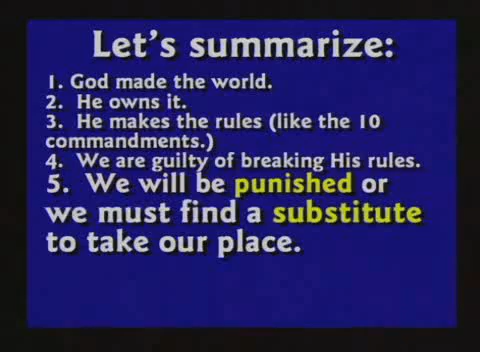 Let's summarize:
1. God made the world.
2. He owns it.
3. He makes the rules (like the 10
commandments.)
4. We are guilty of breaking His rules.
5. We will be punished or
we must find a substitute
to take our place.